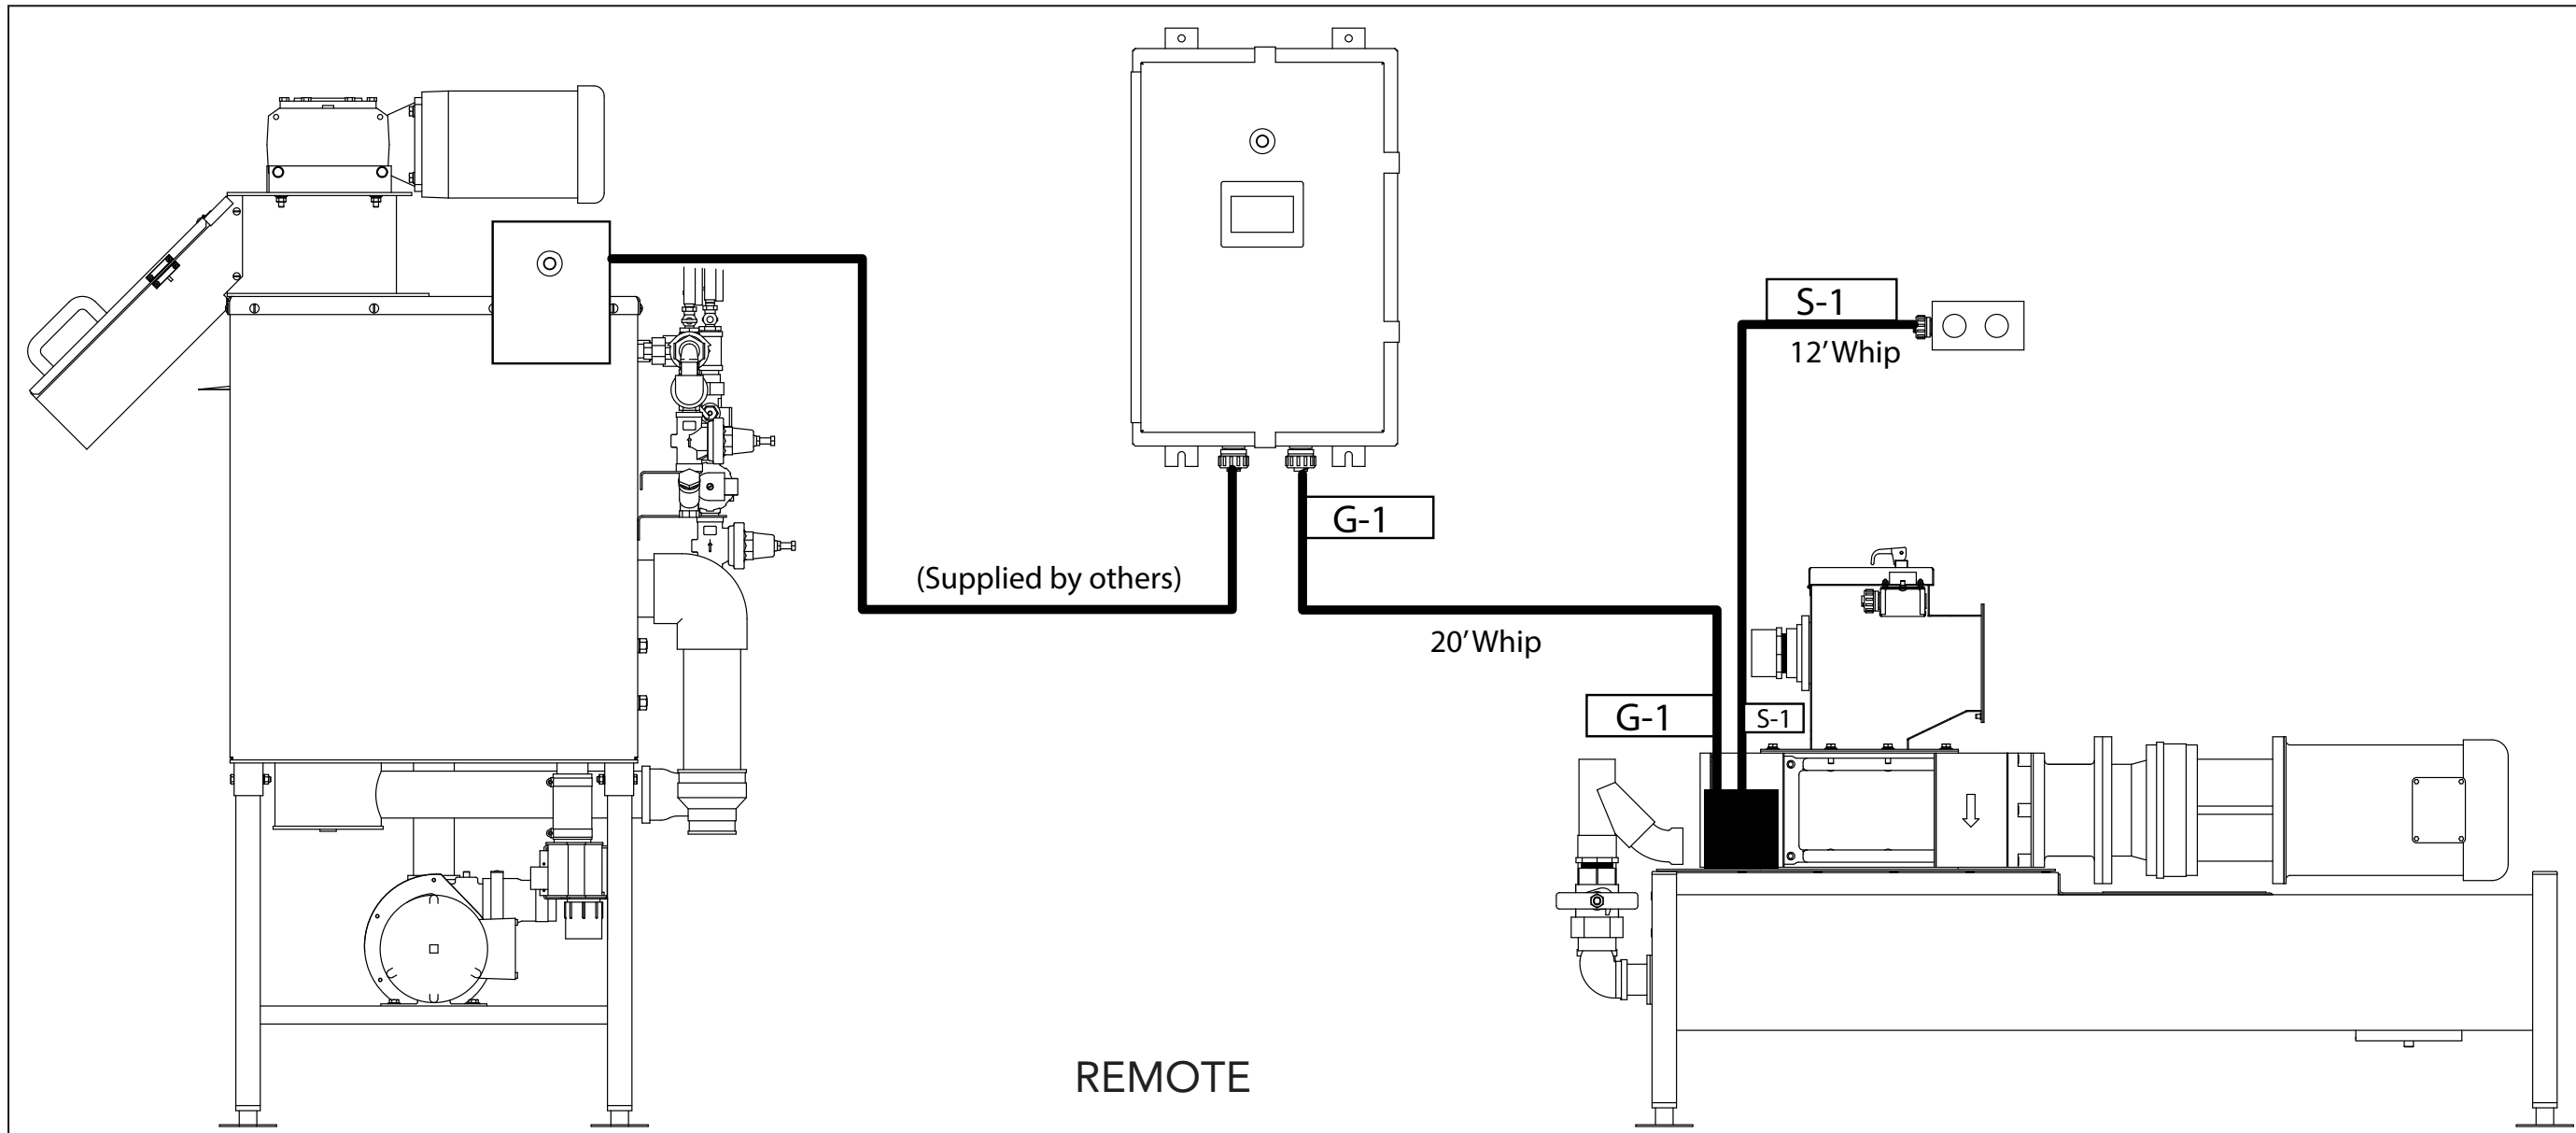 S-1
12' Whip
G-1
(Supplied by others)
20' Whip
G-1
S-1
REMOTE